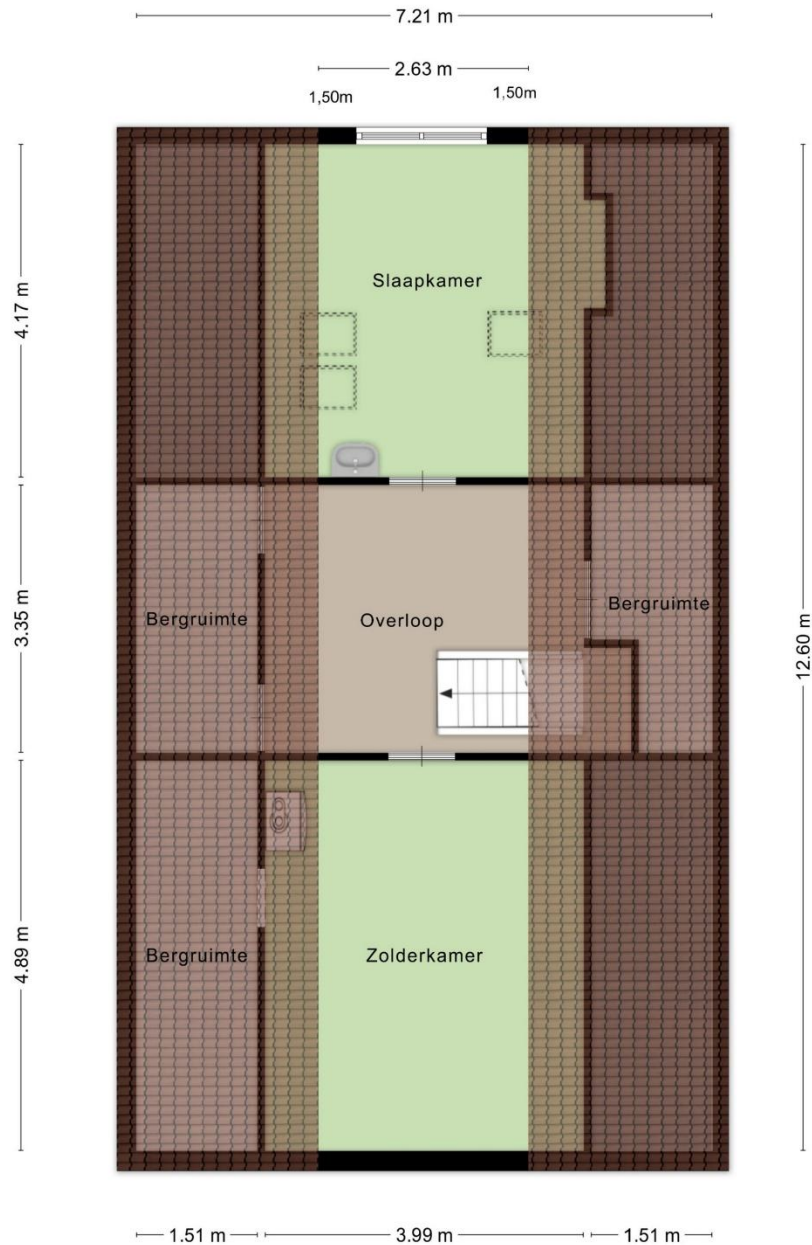 7.21 m
2.63 m
1,50m
1,50m
Slaapkamer
4.17 m
3.35 m
12.60 m
Bergruimte
Overloop
Bergruimte
4.89 m
Bergruimte
Zolderkamer
1.51 m
3.99 m
1.51 m